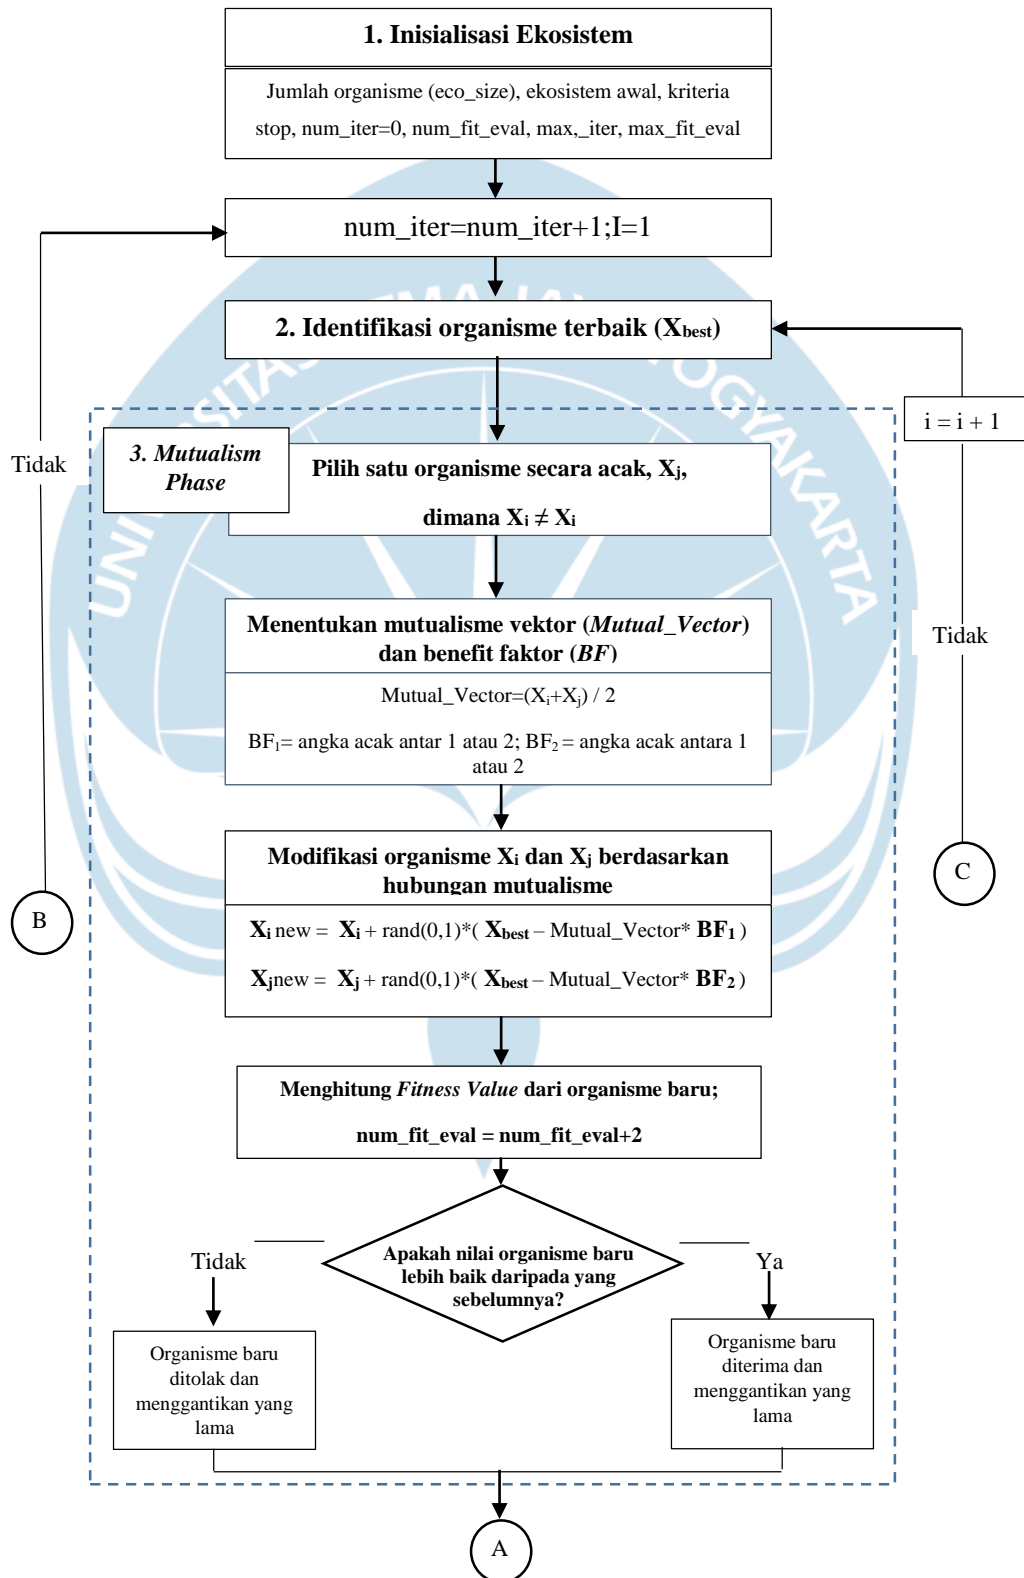 1. Inisialisasi Ekosistem
Jumlah organisme (eco_size), ekosistem awal, kriteria
stop, num_iter=0, num_fit_eval, max,_iter, max_fit_eval
num_iter=num_iter+1;I=1
2. Identifikasi organisme terbaik (Xbest)
i = i + 1
Tidak
3. Mutualism
Phase
Pilih satu organisme secara acak, Xj,
dimana Xi ≠ Xi
Menentukan mutualisme vektor (Mutual_Vector)
dan benefit faktor (BF)
Tidak
Mutual_Vector=(Xi+Xj) / 2
BF1= angka acak antar 1 atau 2; BF2 = angka acak antara 1
atau 2
Modifikasi organisme Xi dan Xj berdasarkan
hubungan mutualisme
C
B
Xi new = Xi + rand(0,1)*( Xbest – Mutual_Vector* BF1 )
Xjnew = Xj + rand(0,1)*( Xbest – Mutual_Vector* BF2 )
Menghitung Fitness Value dari organisme baru;
num_fit_eval = num_fit_eval+2
Apakah nilai organisme baru
lebih baik daripada yang
sebelumnya?
Tidak
Ya
Organisme baru
ditolak dan
menggantikan yang
lama
Organisme baru
diterima dan
menggantikan yang
lama
A